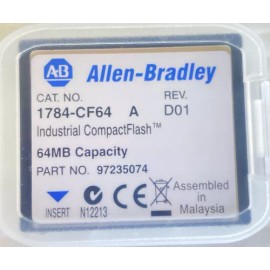 AB Allen-Bradley
CAT. NO. REV.
1784-CF64 A D01
Industrial CompactFlash™
64MB Capacity
PART NO. 97235074
INSERT N12213 CE Assembled in
Malaysia